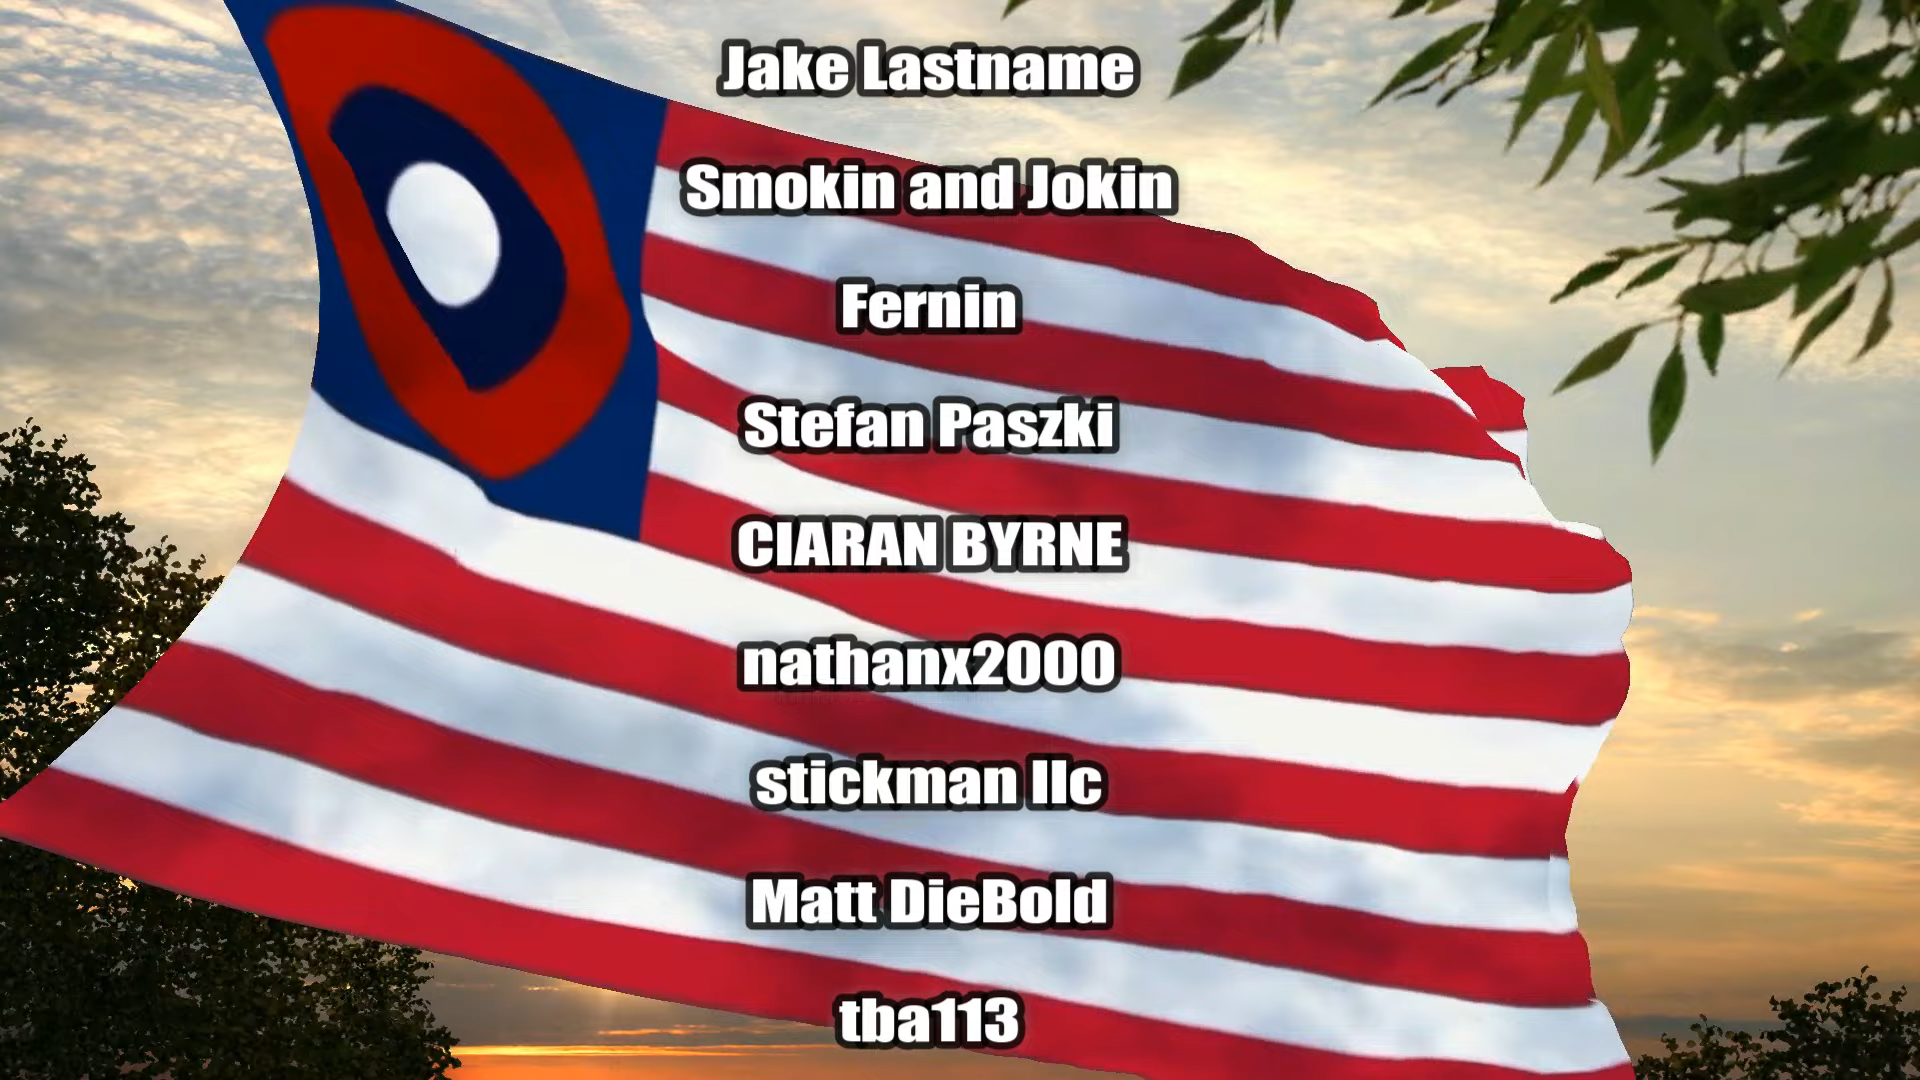 Jake Lastname
Smokin and Jokin
Fernin
Stefan Paszki
CIARAN BYRNE
nathanx2000
stickman llc
Matt DieBold
tba113